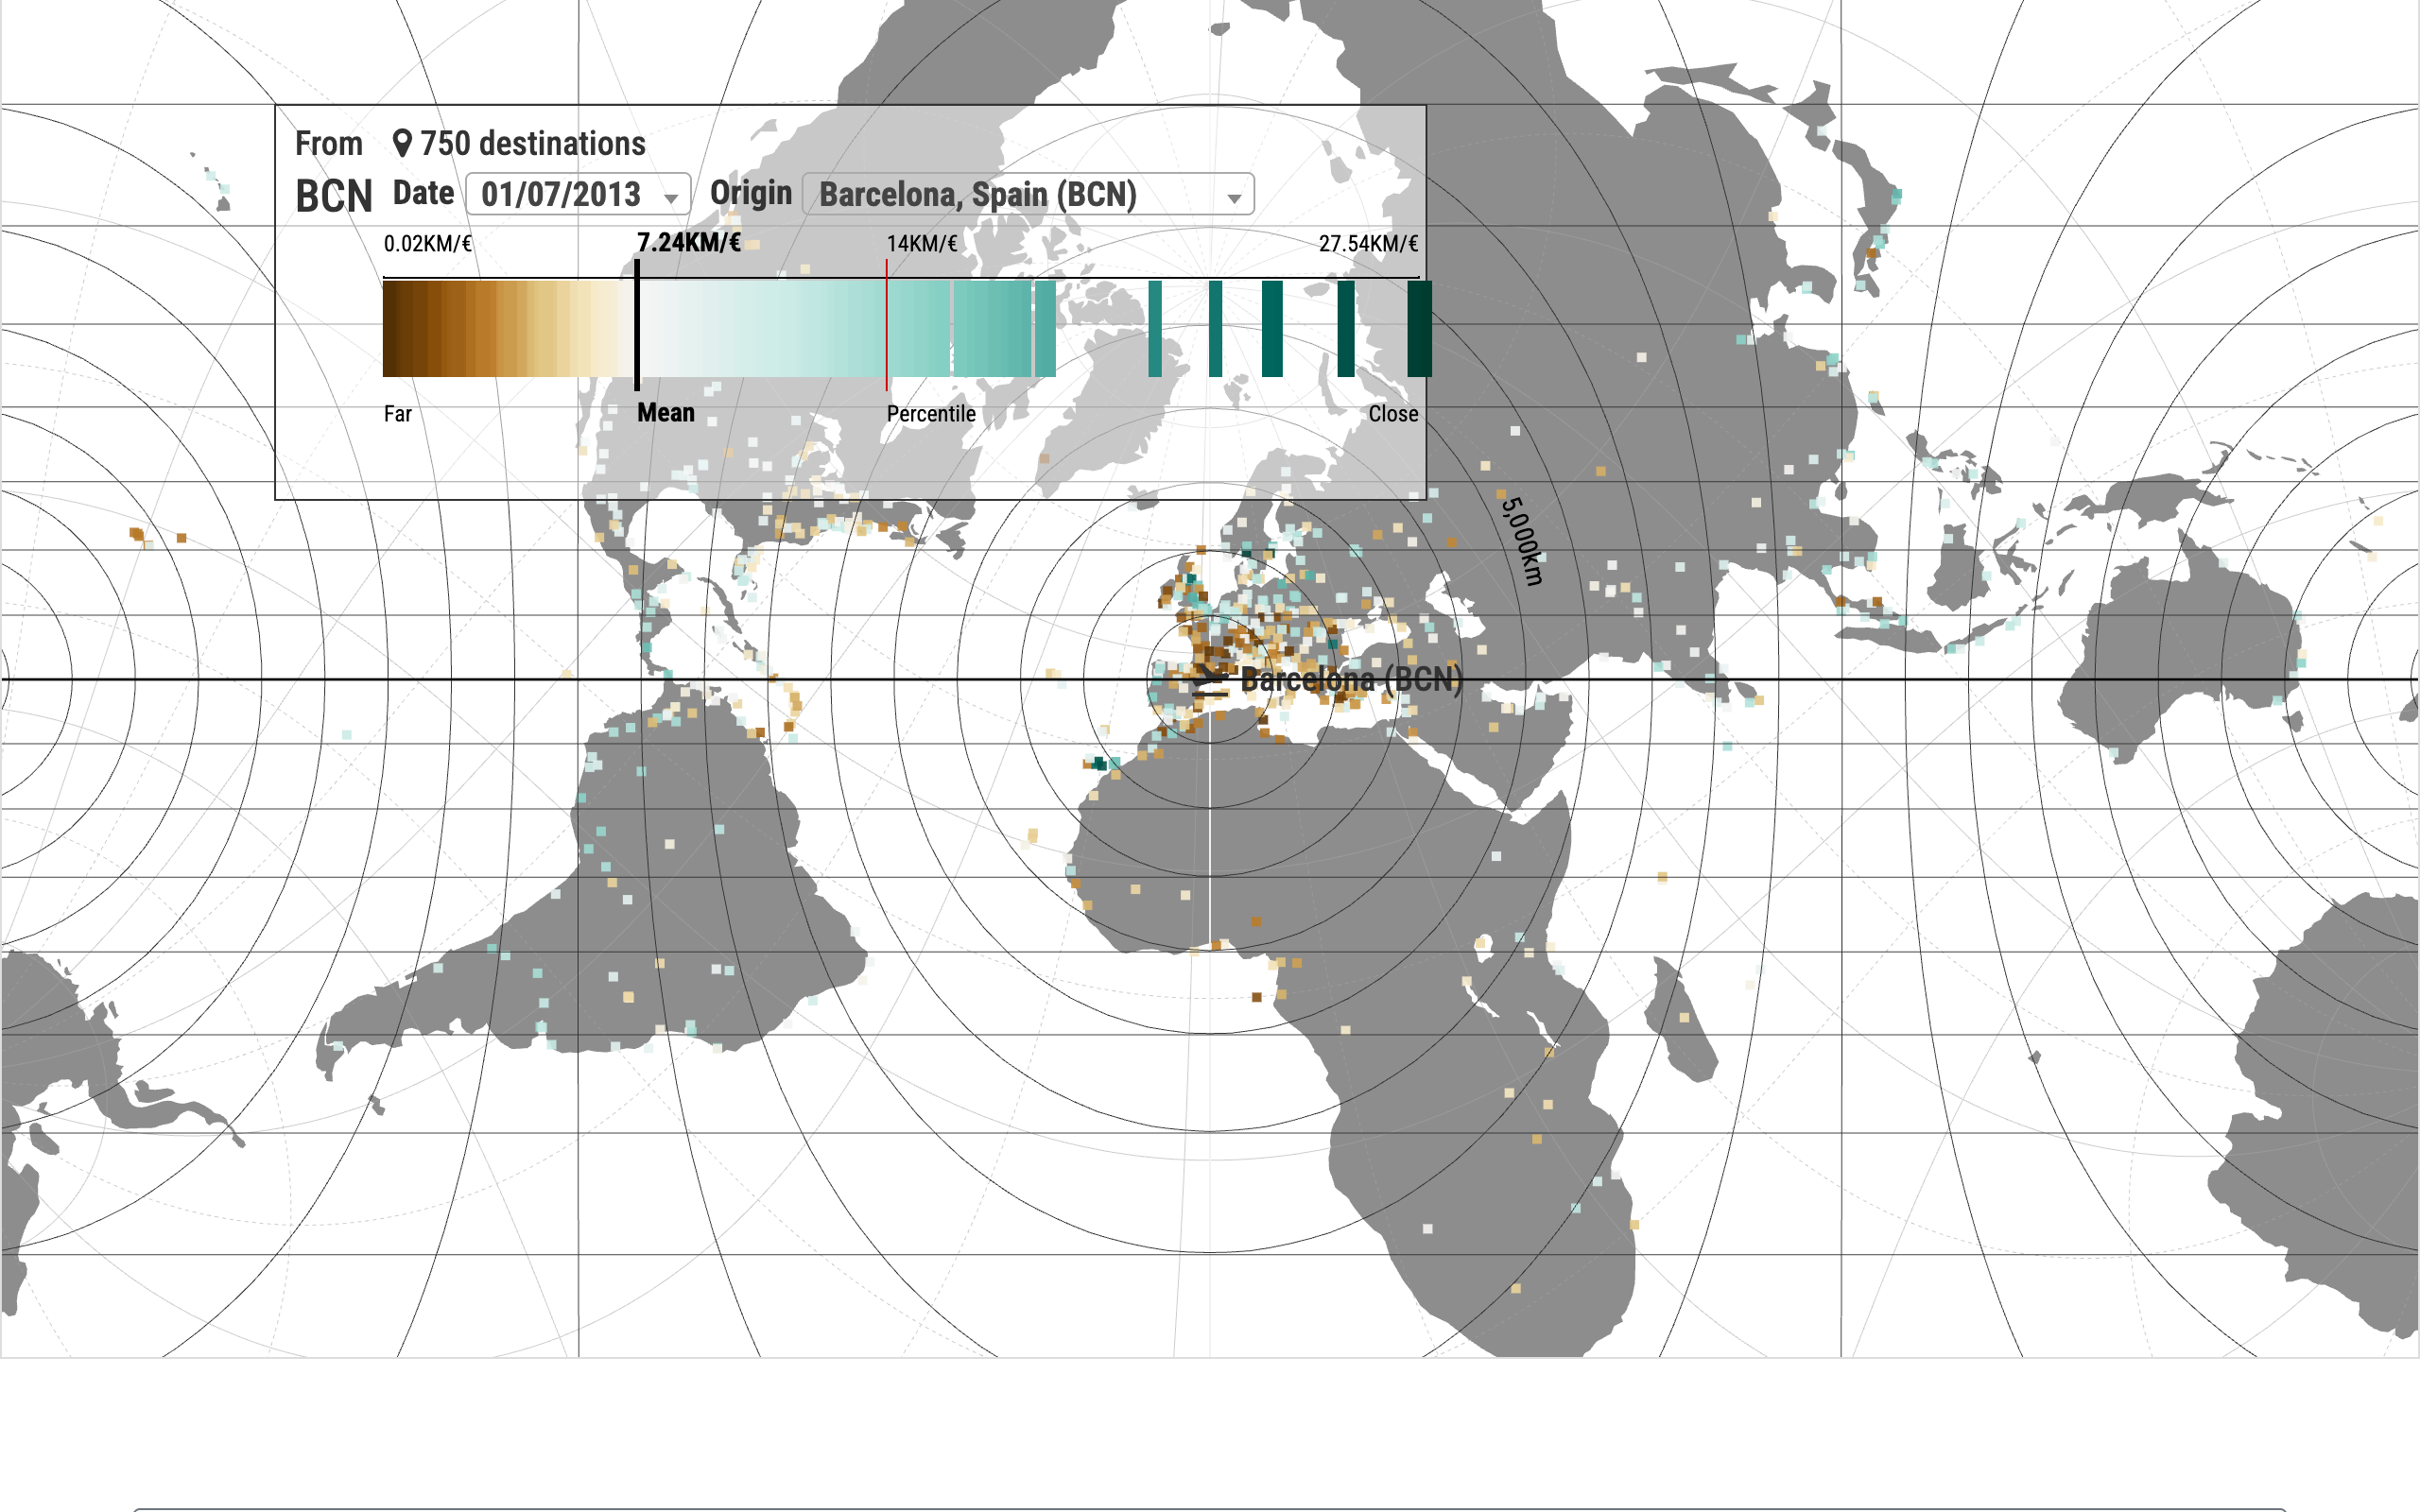 From 750 destinations
BCN Date 01/07/2013 Origin Barcelona, Spain (BCN)
0.02KM/€ 7.24KM/€ 14KM/€ 27.54KM/€
Far Mean Percentile Close
5,000km
Barcelona (BCN)